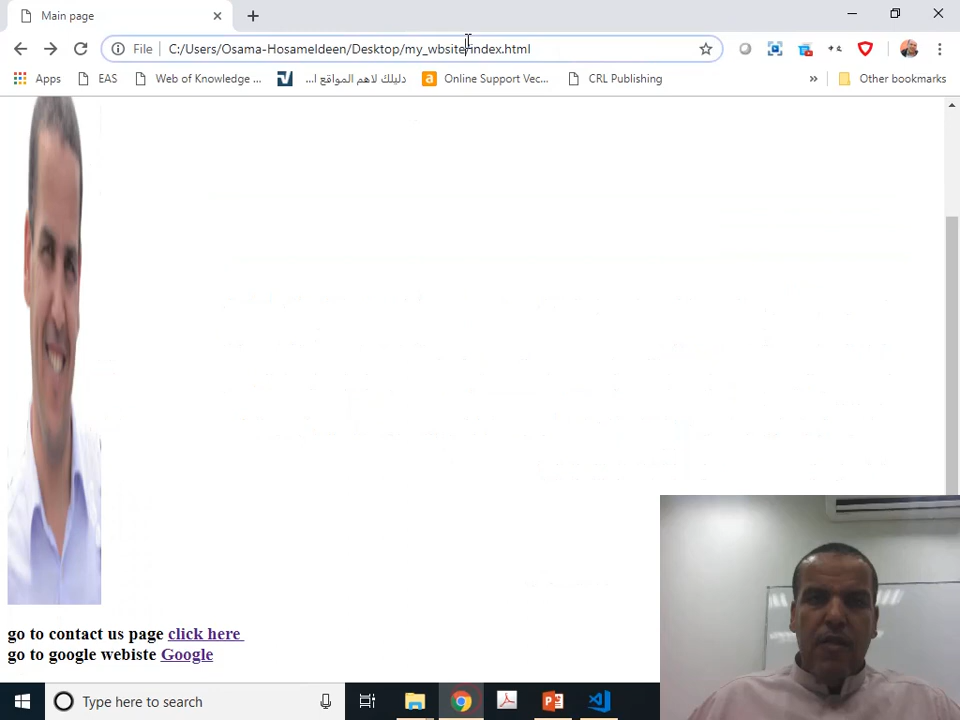 Main page
File C:/Users/Osama-Hosameldeen/Desktop/my_wbsite/index.html
Apps EAS Web of Knowledge ... دليلك لاهم المواقع ا... Online Support Vec... CRL Publishing » Other bookmarks
go to contact us page click here
go to google webiste Google
Type here to search